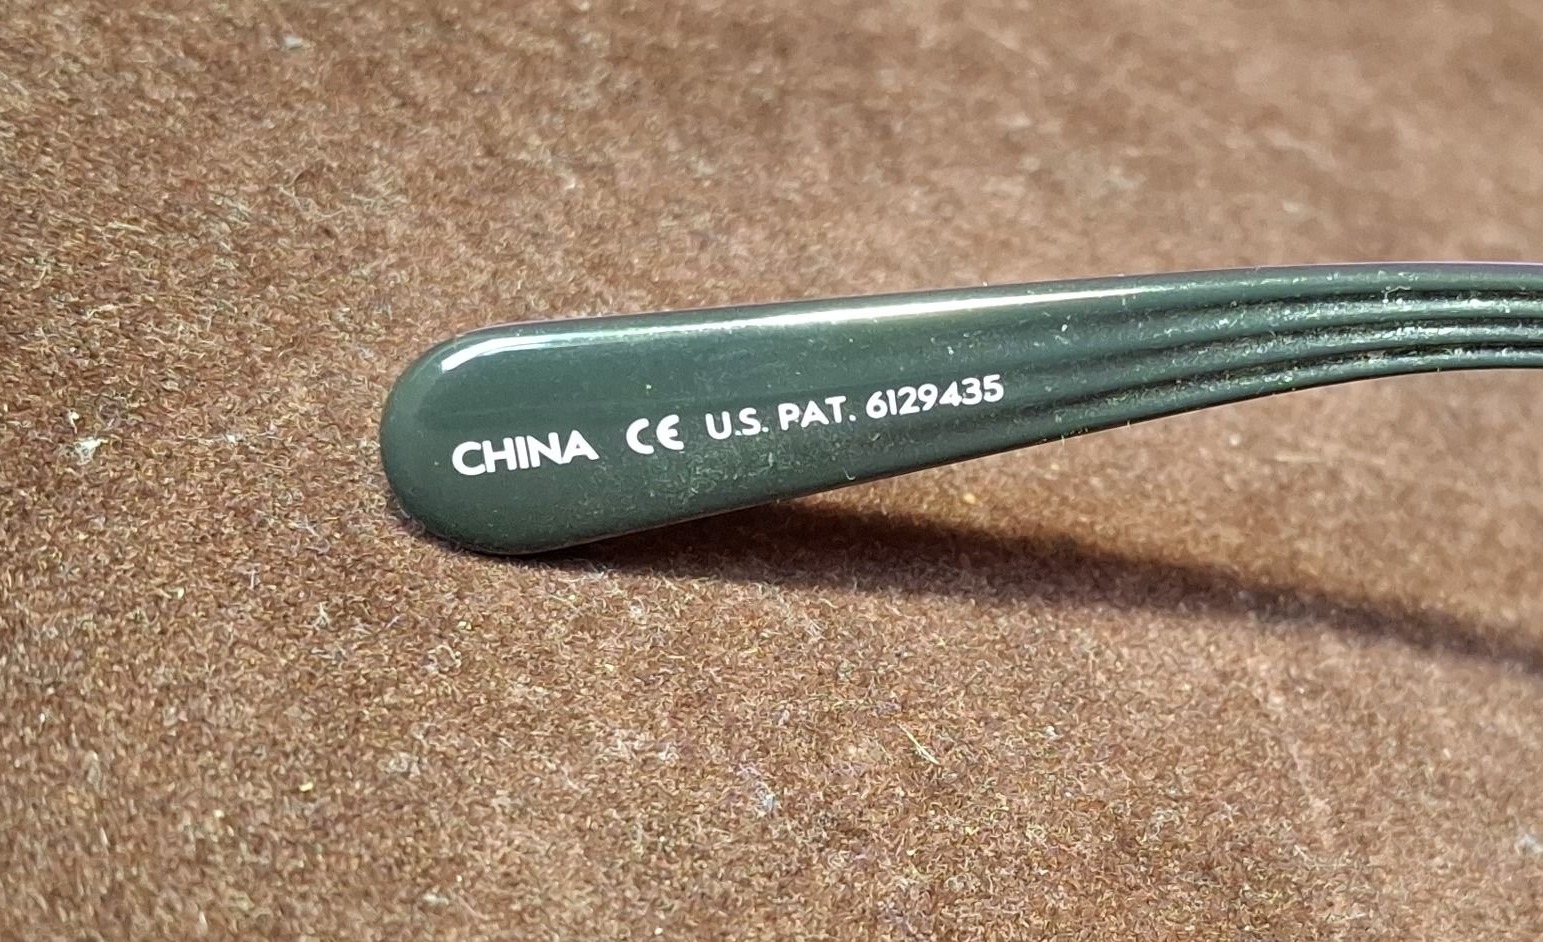 CHINA CE U.S. PAT. 6129435